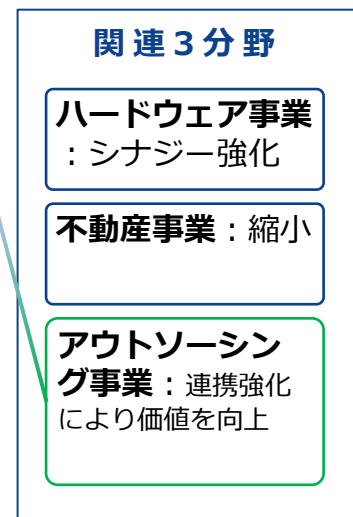 関連3分野
ハードウェア事業
：シナジー強化
不動産事業：縮小
アウトソーシン
グ事業：連携強化
により価値を向上